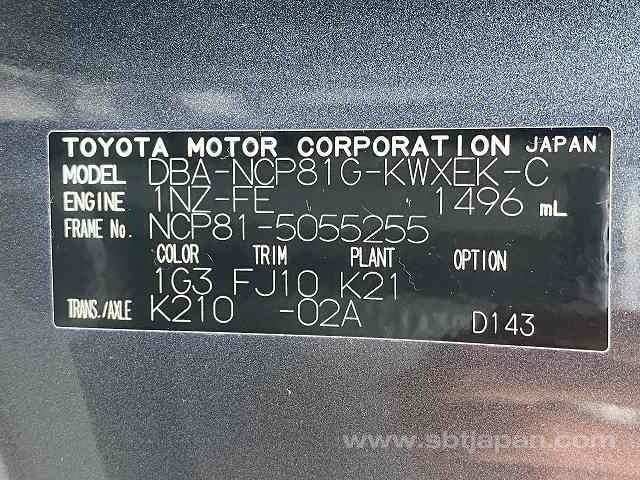 TOYOTA MOTOR CORPORATION JAPAN
MODEL DBA-NCP81G-KWXEK-C
ENGINE 1NZ-FE 1496 mL
FRAME No. NCP81-5055255
COLOR TRIM PLANT OPTION
1G3 FJ10 K21
TRANS./AXLE K210 -02A
D143
www.sbtjapan.com